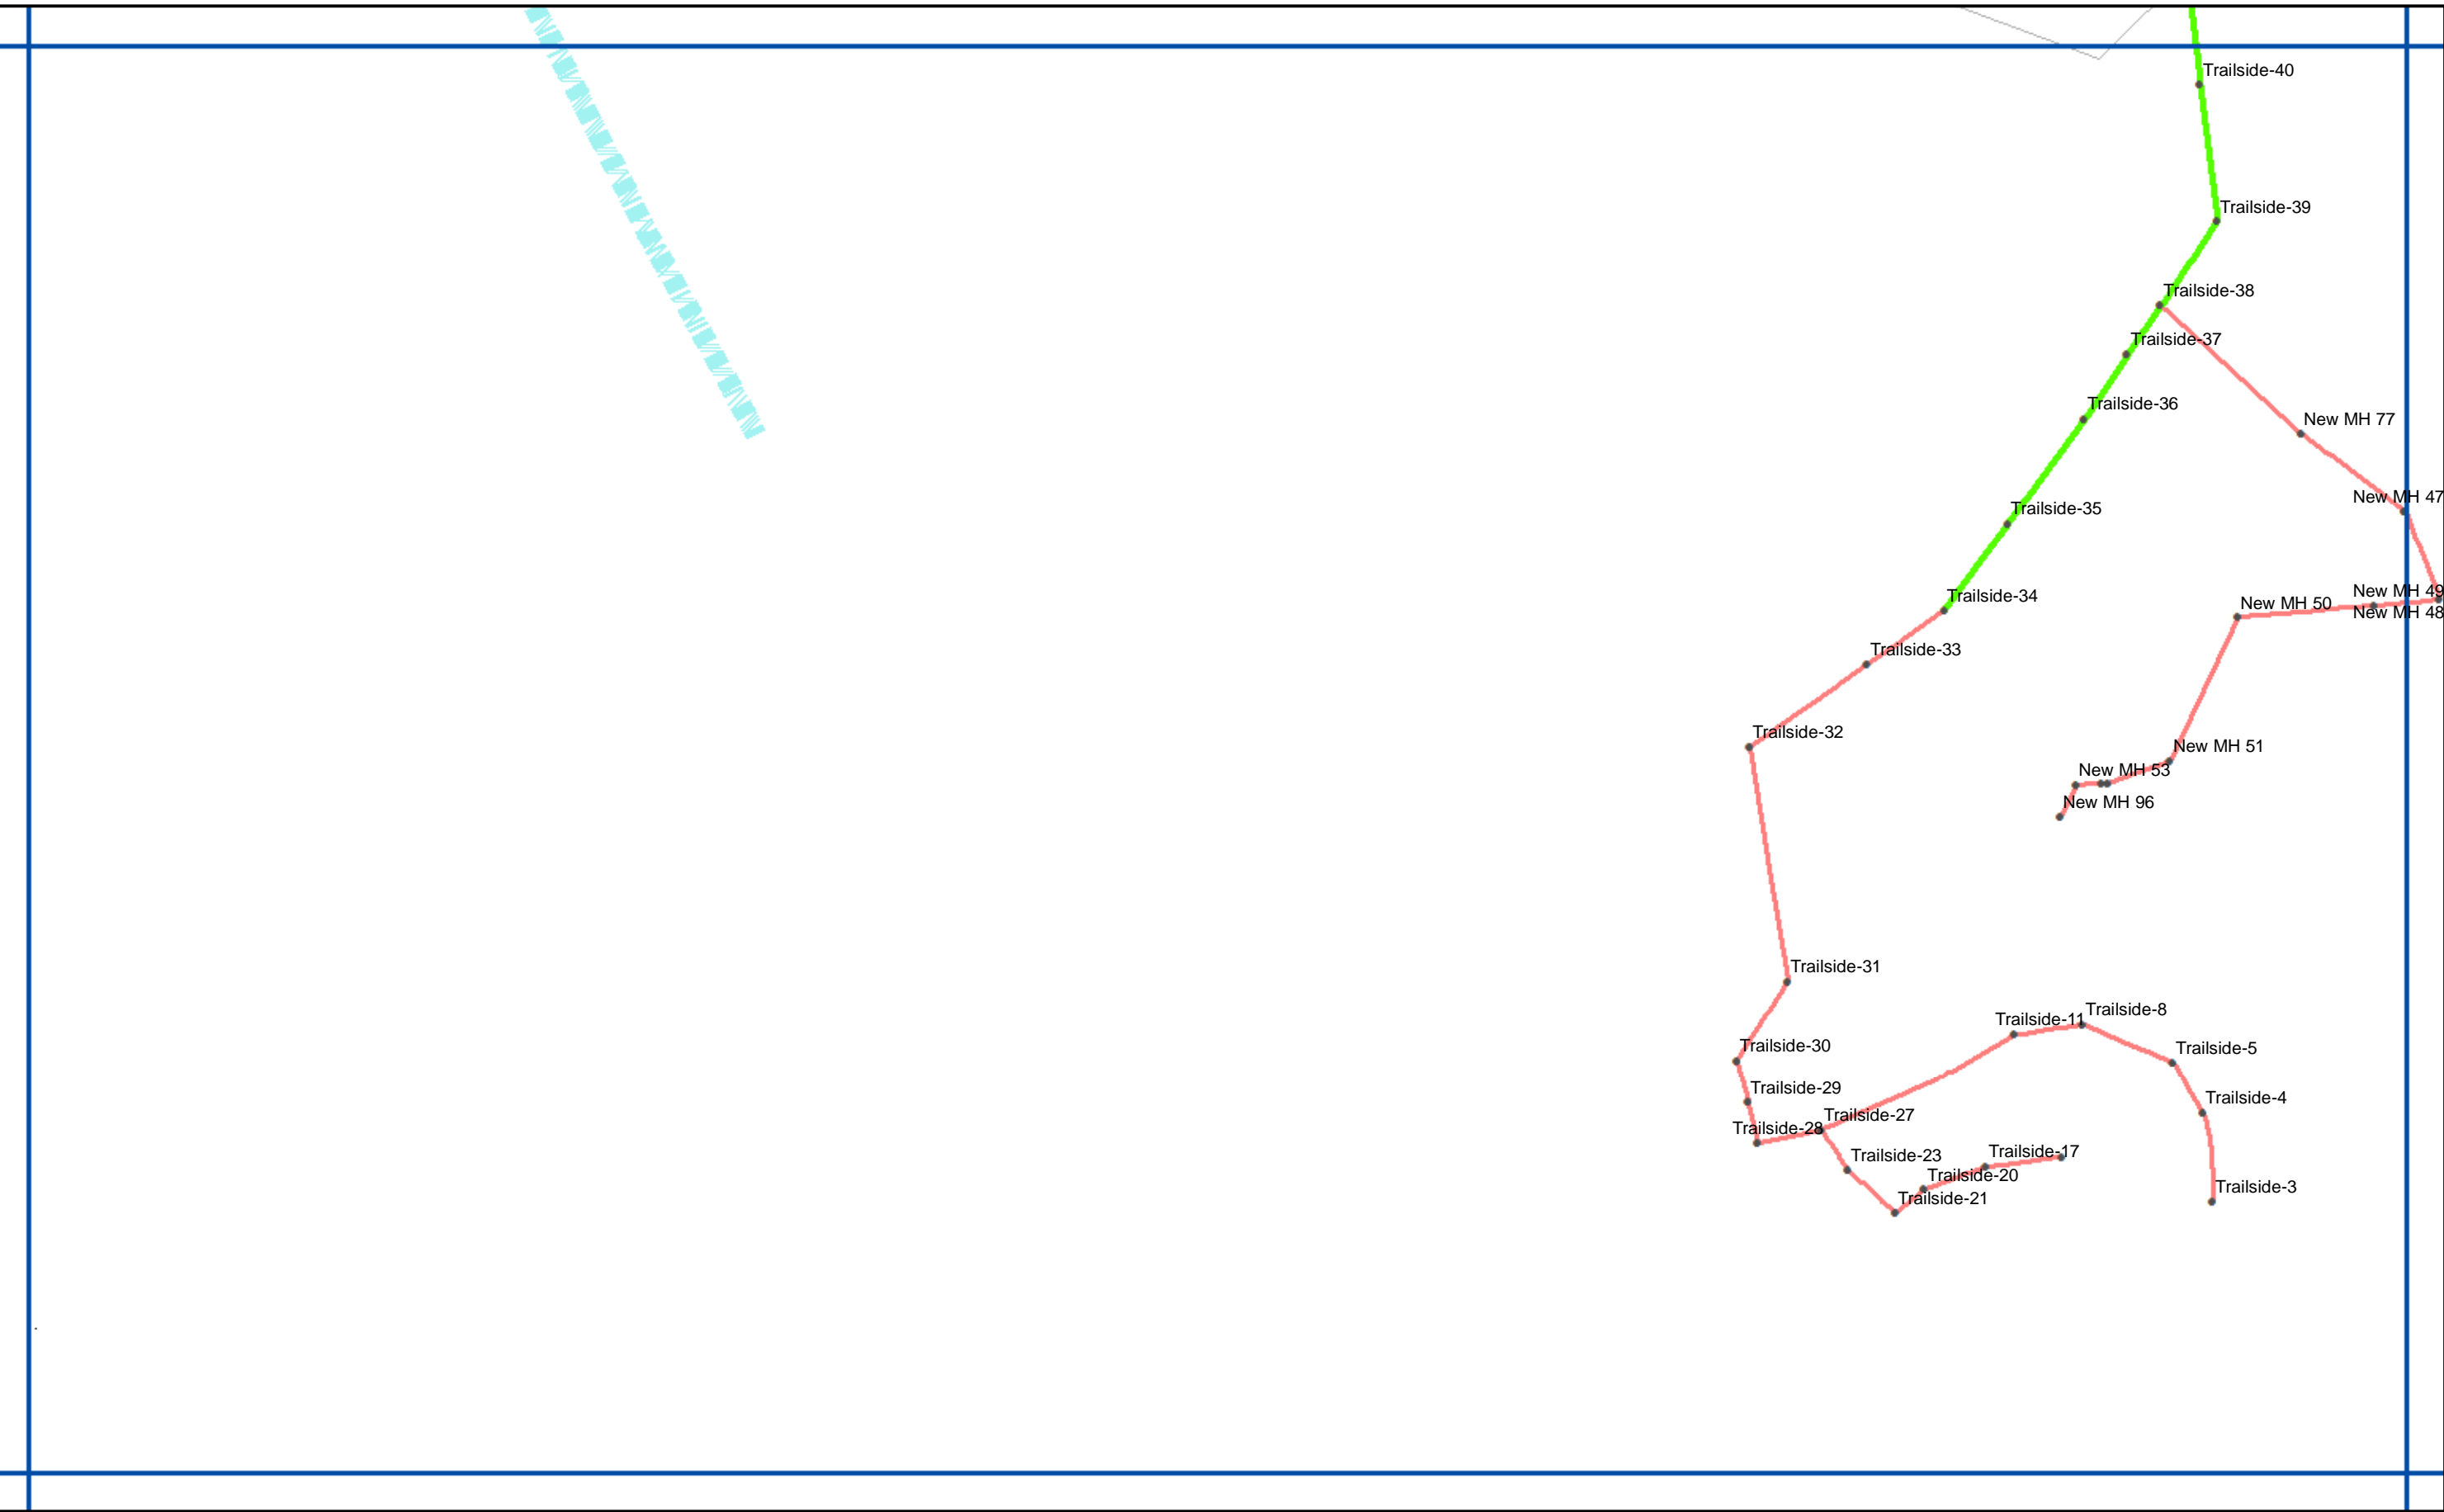 Trailside-40
Trailside-39
Trailside-38
Trailside-37
Trailside-36
New MH 77
New MH 47
Trailside-35
New MH 49
Trailside-34
New MH 50
New MH 48
Trailside-33
Trailside-32
New MH 51
New MH 53
New MH 96
Trailside-31
Trailside-8
Trailside-11
Trailside-30
Trailside-5
Trailside-29
Trailside-4
Trailside-27
Trailside-28
Trailside-17
Trailside-23
Trailside-20
Trailside-3
Trailside-21